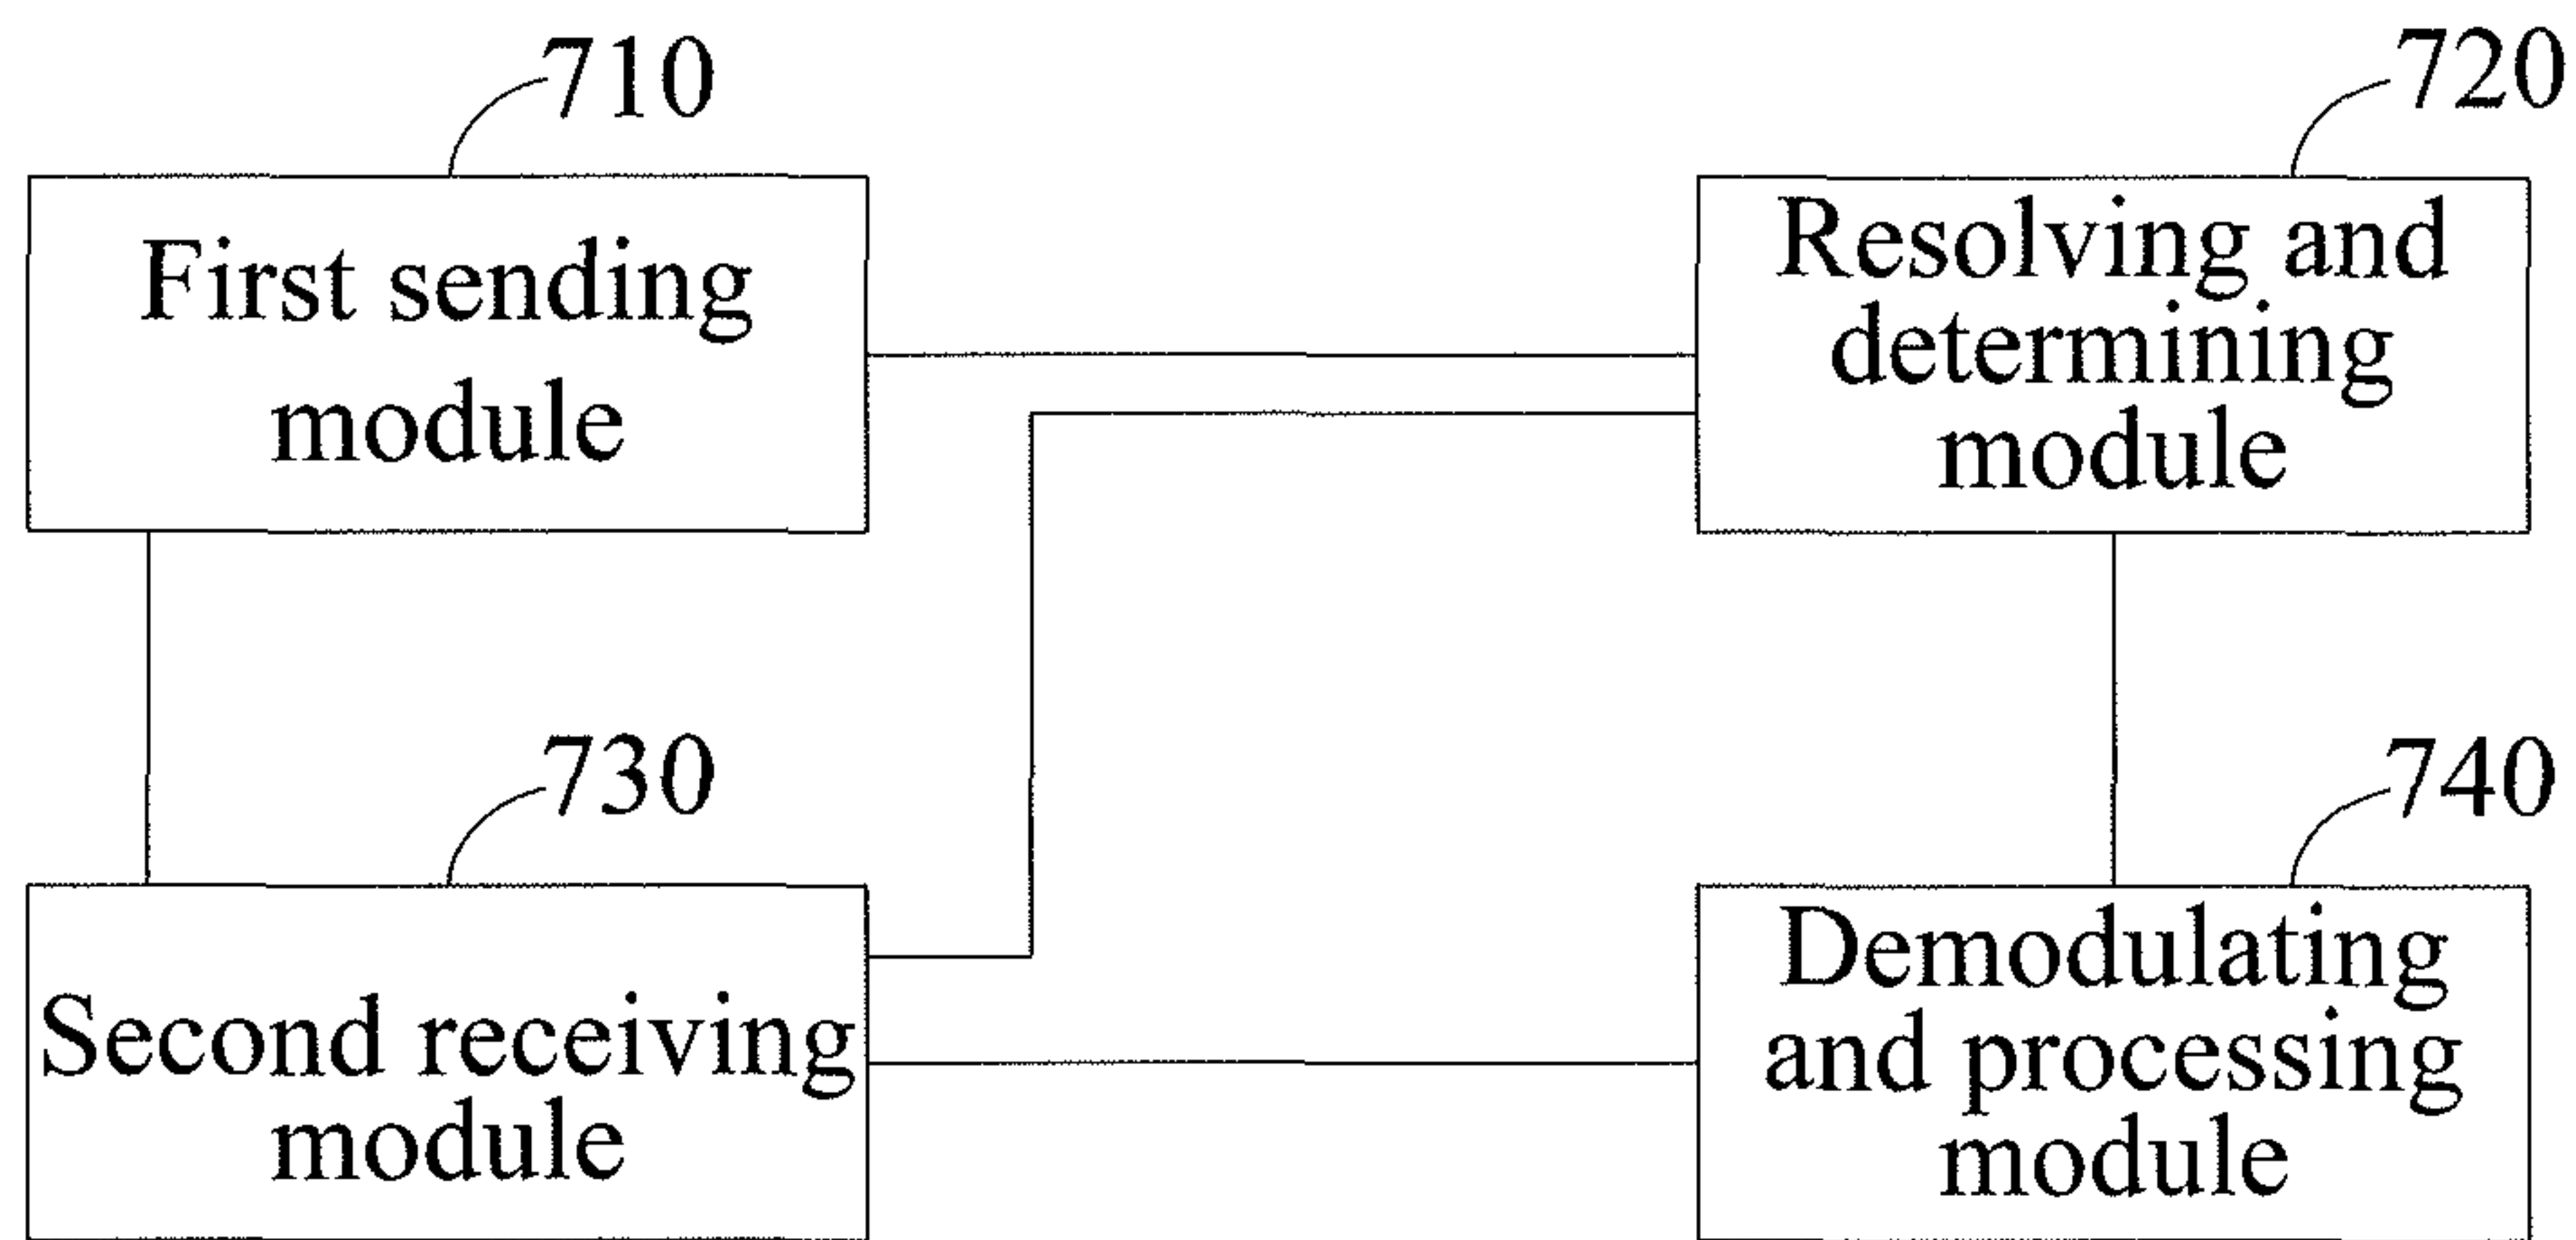 710
720
First sending
module
Resolving and
determining
module
730
740
Second receiving
module
Demodulating
and processing
module